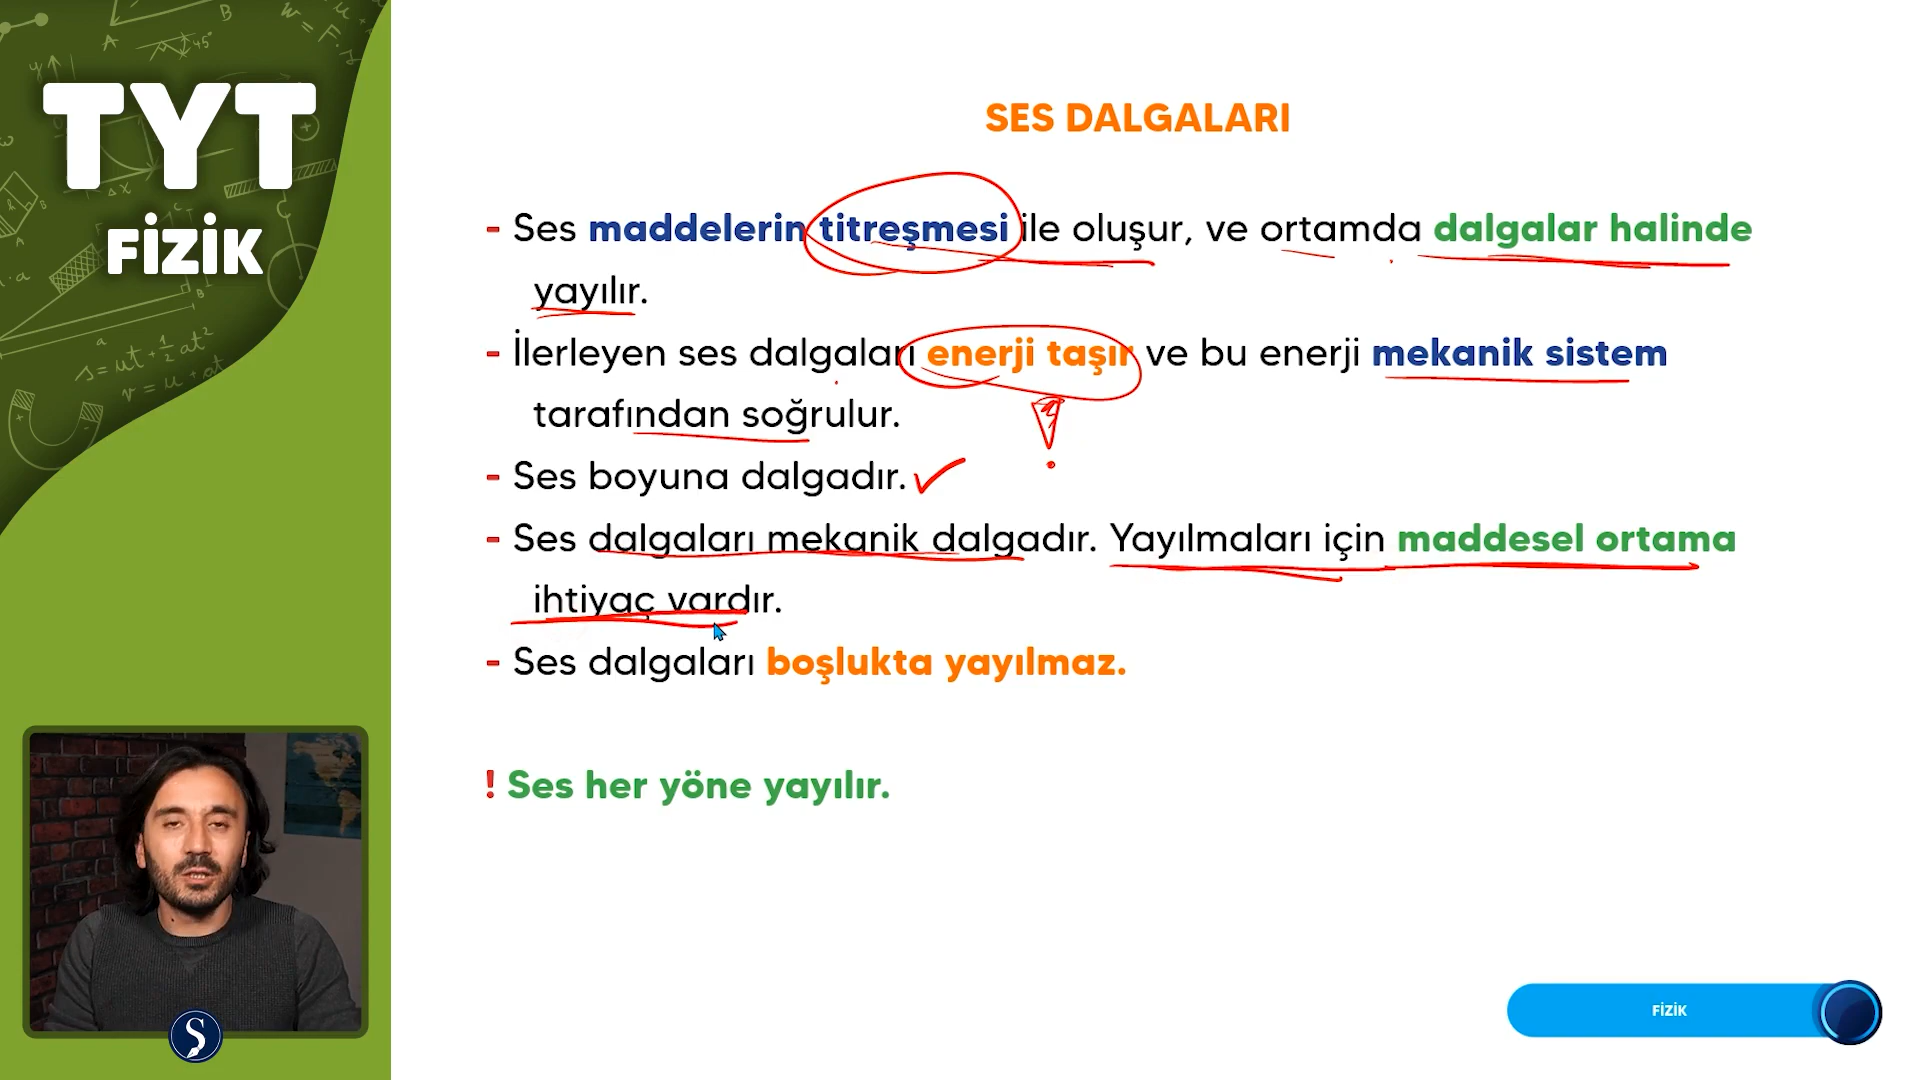 TYT
FİZİK
SES DALGALARI
- Ses maddelerin titreşmesi ile oluşur, ve ortamda dalgalar halinde
yayılır.
- İlerleyen ses dalgaları enerji taşır ve bu enerji mekanik sistem
tarafından soğrulur.
- Ses boyuna dalgadır.
- Ses dalgaları mekanik dalgadır. Yayılmaları için maddesel ortama
ihtiyaç vardır.
- Ses dalgaları boşlukta yayılmaz.
! Ses her yöne yayılır.
FİZİK
S